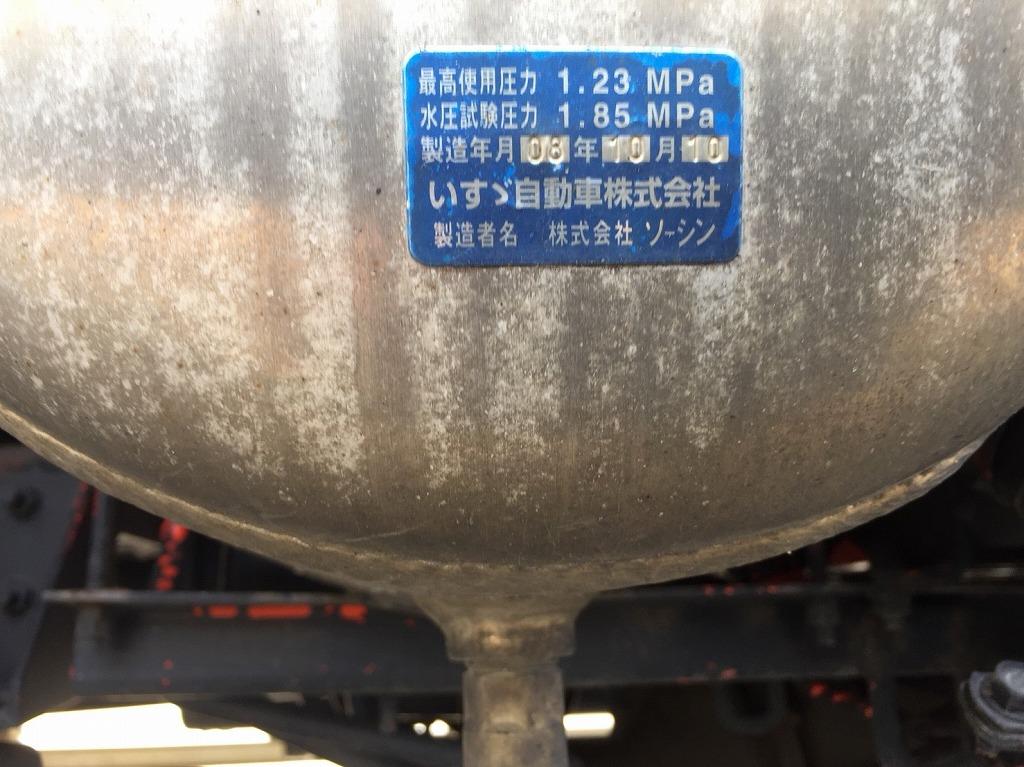 最高使用圧力 1.23 MPa
水圧試験圧力 1.85 MPa
製造年月 08 年 10 月 10
いすゞ自動車株式会社
製造者名 株式会社 ソーシン